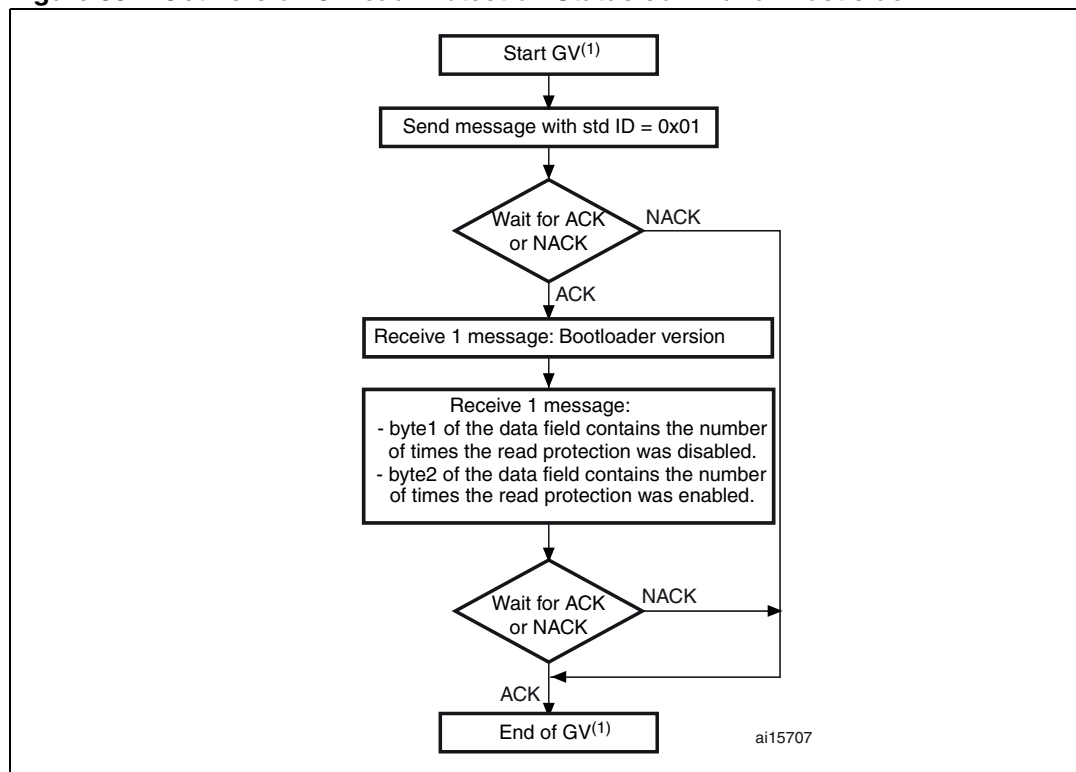 Start GV(1)
Send message with std ID = 0x01
Wait for ACK
or NACK
NACK
ACK
Receive 1 message: Bootloader version
Receive 1 message:
- byte1 of the data field contains the number
of times the read protection was disabled.
- byte2 of the data field contains the number
of times the read protection was enabled.
Wait for ACK
or NACK
NACK
ACK
End of GV(1)
ai15707